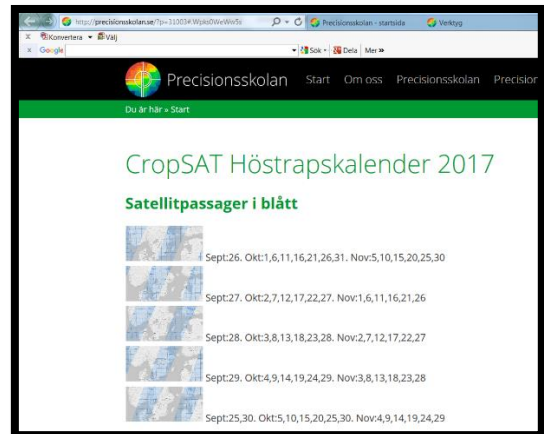 http://precisionsskolan.se/?p=31003#.WpksOWeWw5s
Precisionsskolan - startsida
Verktyg
x Konvertera Välj
x Google Sök Dela Mer »
Precisionsskolan Start Om oss Precisionsskolan Precision
Du är här » Start
CropSAT Höstrapskalender 2017
Satellitpassager i blått
Sept:26. Okt:1,6,11,16,21,26,31. Nov:5,10,15,20,25,30
Sept:27. Okt:2,7,12,17,22,27. Nov:1,6,11,16,21,26
Sept:28. Okt:3,8,13,18,23,28. Nov:2,7,12,17,22,27
Sept:29. Okt:4,9,14,19,24,29. Nov:3,8,13,18,23,28
Sept:25,30. Okt:5,10,15,20,25,30. Nov:4,9,14,19,24,29